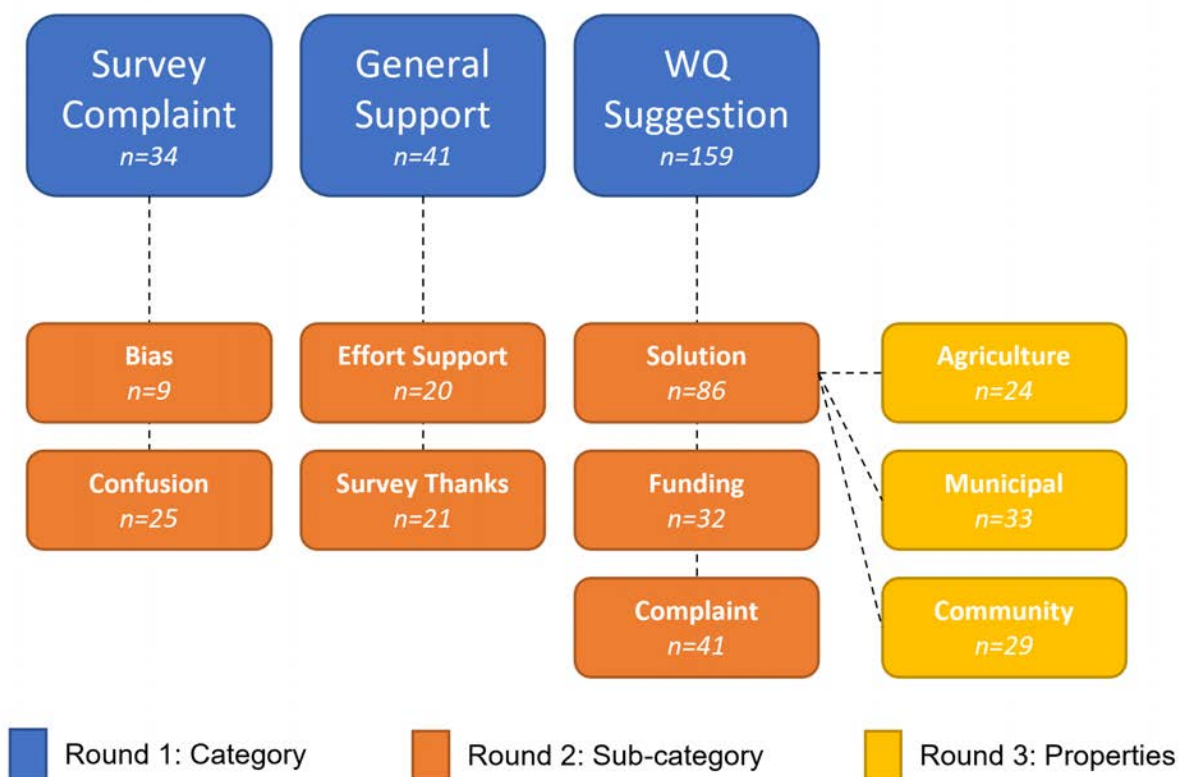 Survey
Complaint
n=34
General
Support
n=41
WQ
Suggestion
n=159
Bias
n=9
Effort Support
n=20
Solution
n=86
Agriculture
n=24
Confusion
n=25
Survey Thanks
n=21
Funding
n=32
Municipal
n=33
Complaint
n=41
Community
n=29
Round 1: Category
Round 2: Sub-category
Round 3: Properties